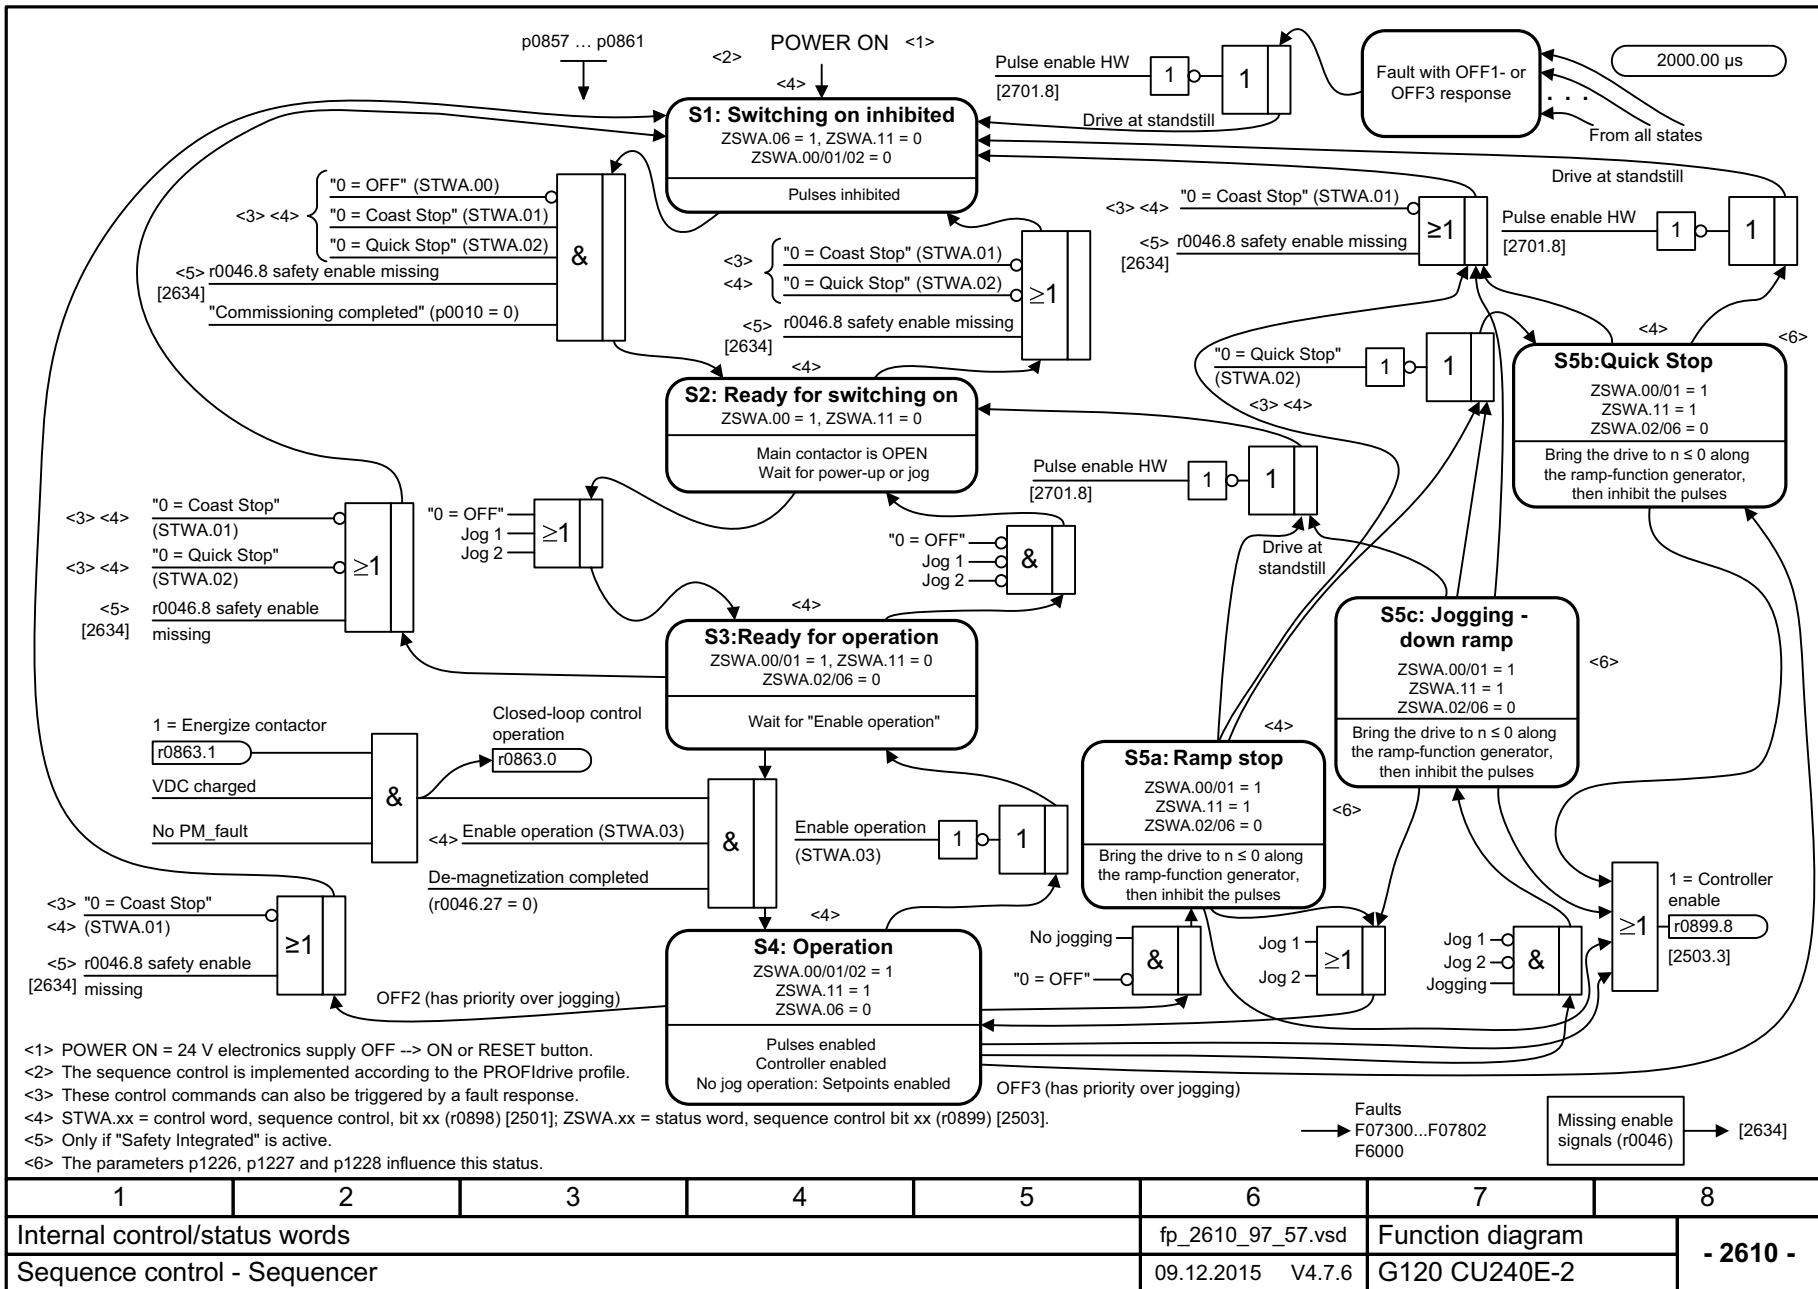 p0857 ... p0861
<2>
POWER ON <1>
<4>
S1: Switching on inhibited
ZSWA.06 = 1, ZSWA.11 = 0
ZSWA.00/01/02 = 0
Pulses inhibited
Pulse enable HW
[2701.8]
1
1
Drive at standstill
Fault with OFF1- or
OFF3 response
. . .
From all states
2000.00 µs
<3> <4>
"0 = OFF" (STWA.00)
"0 = Coast Stop" (STWA.01)
"0 = Quick Stop" (STWA.02)
<5> r0046.8 safety enable missing
[2634]
"Commissioning completed" (p0010 = 0)
&
<3>
<4>
"0 = Coast Stop" (STWA.01)
"0 = Quick Stop" (STWA.02)
<5> r0046.8 safety enable missing
[2634]
≥1
<3> <4> "0 = Coast Stop" (STWA.01)
<5> r0046.8 safety enable missing
[2634]
≥1
Drive at standstill
Pulse enable HW
[2701.8]
1
1
<4>
S2: Ready for switching on
ZSWA.00 = 1, ZSWA.11 = 0
Main contactor is OPEN
Wait for power-up or jog
"0 = Quick Stop"
(STWA.02)
1
1
<3> <4>
<4>
<6>
S5b:Quick Stop
ZSWA.00/01 = 1
ZSWA.11 = 1
ZSWA.02/06 = 0
Bring the drive to n ≤ 0 along
the ramp-function generator,
then inhibit the pulses
<3> <4> "0 = Coast Stop"
(STWA.01)
<3> <4> "0 = Quick Stop"
(STWA.02)
<5> r0046.8 safety enable
[2634] missing
≥1
"0 = OFF"
Jog 1
Jog 2
≥1
"0 = OFF"
Jog 1
Jog 2
&
Pulse enable HW
[2701.8]
1
1
Drive at
standstill
<4>
S3:Ready for operation
ZSWA.00/01 = 1, ZSWA.11 = 0
ZSWA.02/06 = 0
Wait for "Enable operation"
S5c: Jogging -
down ramp
ZSWA.00/01 = 1
ZSWA.11 = 1
ZSWA.02/06 = 0
Bring the drive to n ≤ 0 along
the ramp-function generator,
then inhibit the pulses
<6>
1 = Energize contactor
r0863.1
VDC charged
No PM_fault
&
Closed-loop control
operation
r0863.0
<4> Enable operation (STWA.03)
De-magnetization completed
(r0046.27 = 0)
&
Enable operation
(STWA.03)
1
1
<4>
S5a: Ramp stop
ZSWA.00/01 = 1
ZSWA.11 = 1
ZSWA.02/06 = 0
Bring the drive to n ≤ 0 along
the ramp-function generator,
then inhibit the pulses
<6>
<3> "0 = Coast Stop"
<4> (STWA.01)
<5> r0046.8 safety enable
[2634] missing
≥1
OFF2 (has priority over jogging)
<4>
S4: Operation
ZSWA.00/01/02 = 1
ZSWA.11 = 1
ZSWA.06 = 0
Pulses enabled
Controller enabled
No jog operation: Setpoints enabled
No jogging
"0 = OFF"
&
Jog 1
Jog 2
≥1
Jog 1
Jog 2
Jogging
&
≥1
1 = Controller
enable
r0899.8
[2503.3]
OFF3 (has priority over jogging)
<1> POWER ON = 24 V electronics supply OFF --> ON or RESET button.
<2> The sequence control is implemented according to the PROFIdrive profile.
<3> These control commands can also be triggered by a fault response.
<4> STWA.xx = control word, sequence control, bit xx (r0898) [2501]; ZSWA.xx = status word, sequence control bit xx (r0899) [2503].
<5> Only if "Safety Integrated" is active.
<6> The parameters p1226, p1227 and p1228 influence this status.
Faults
F07300...F07802
F6000
Missing enable
signals (r0046)
[2634]
1 2 3 4 5 6 7 8
Internal control/status words
fp_2610_97_57.vsd
Function diagram
- 2610 -
Sequence control - Sequencer
09.12.2015 V4.7.6
G120 CU240E-2